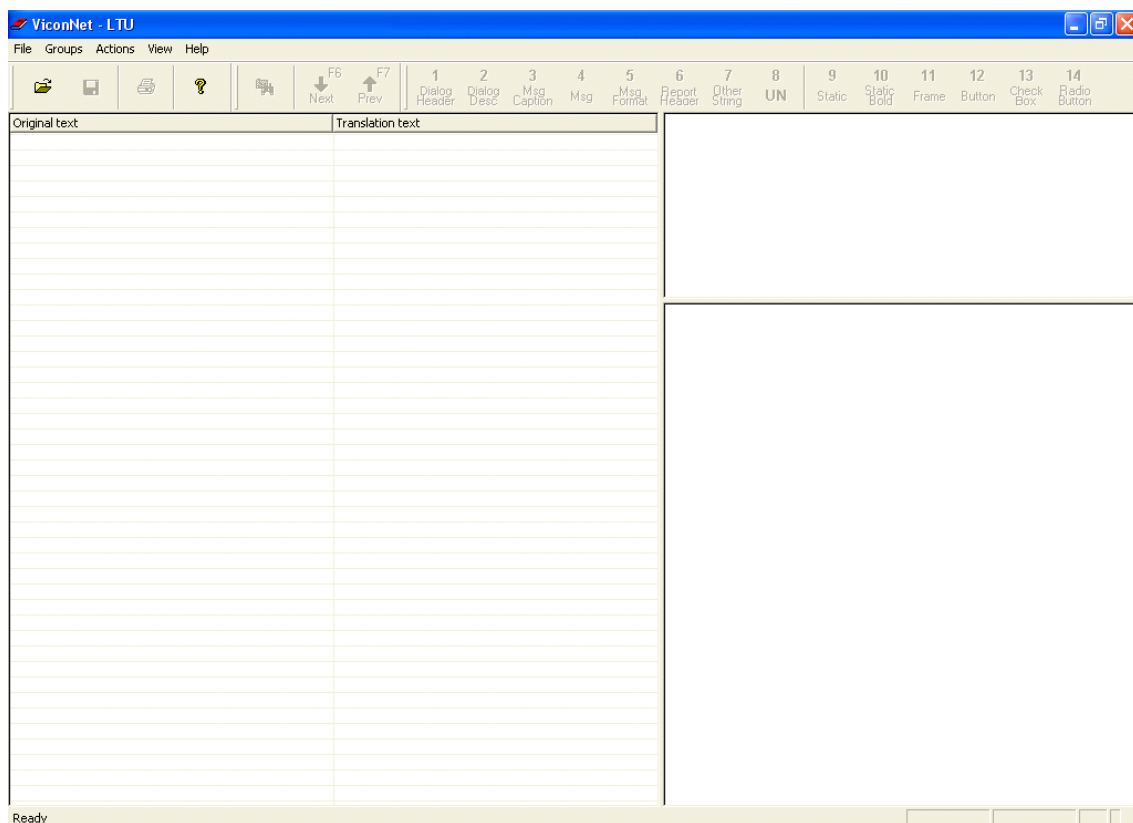 ViconNet - LTU
File Groups Actions View Help
F6 F7 1 2 3 4 5 6 7 8 9 10 11 12 13 14
Next Prev Dialog Header Dialog Desc Msg Caption Msg Msg Format Report Header Other String UN Static Static Bold Frame Button Check Box Radio Button
Original text Translation text
Ready